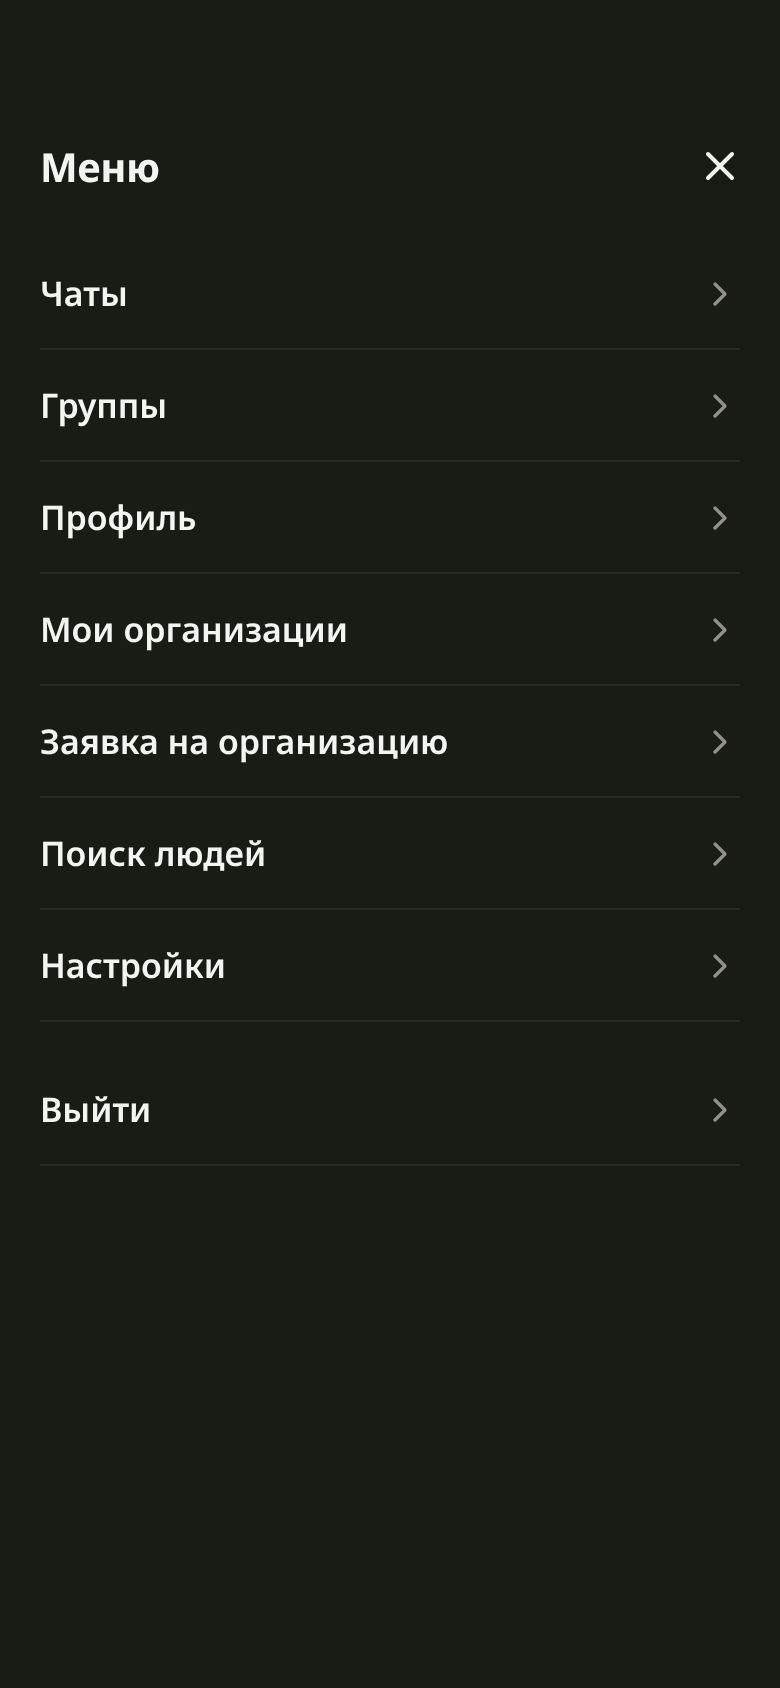 Меню
Чаты
Группы
Профиль
Мои организации
Заявка на организацию
Поиск людей
Настройки
Выйти